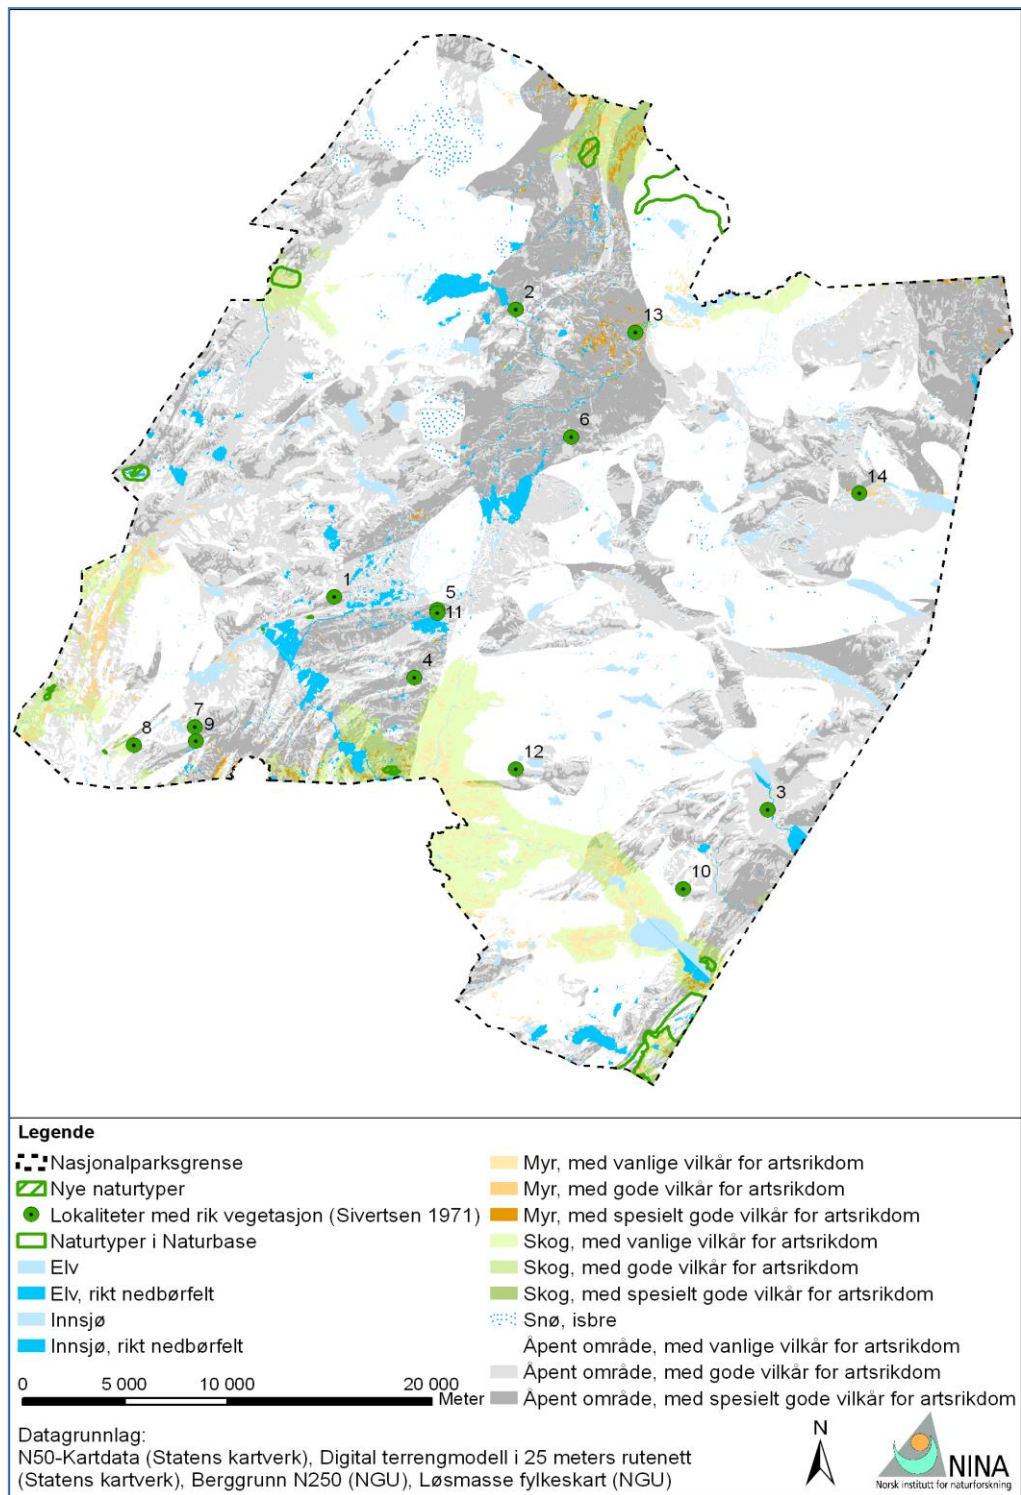 2
13
6
14
1
5
11
4
7
9
8
12
3
10
Legende
Nasjonalparksgrense
Nye naturtyper
Lokaliteter med rik vegetasjon (Sivertsen 1971)
Naturtyper i Naturbase
Elv
Elv, rikt nedbørfelt
Innsjø
Innsjø, rikt nedbørfelt
Myr, med vanlige vilkår for artsrikdom
Myr, med gode vilkår for artsrikdom
Myr, med spesielt gode vilkår for artsrikdom
Skog, med vanlige vilkår for artsrikdom
Skog, med gode vilkår for artsrikdom
Skog, med spesielt gode vilkår for artsrikdom
Snø, isbre
Åpent område, med vanlige vilkår for artsrikdom
Åpent område, med gode vilkår for artsrikdom
Åpent område, med spesielt gode vilkår for artsrikdom
0 5 000 10 000 20 000
Meter
Datagrunnlag:
N50-Kartdata (Statens kartverk), Digital terrengmodell i 25 meters rutenett
(Statens kartverk), Berggrunn N250 (NGU), Løsmasse fylkeskart (NGU)
N
NINA
Norsk institutt for naturforskning